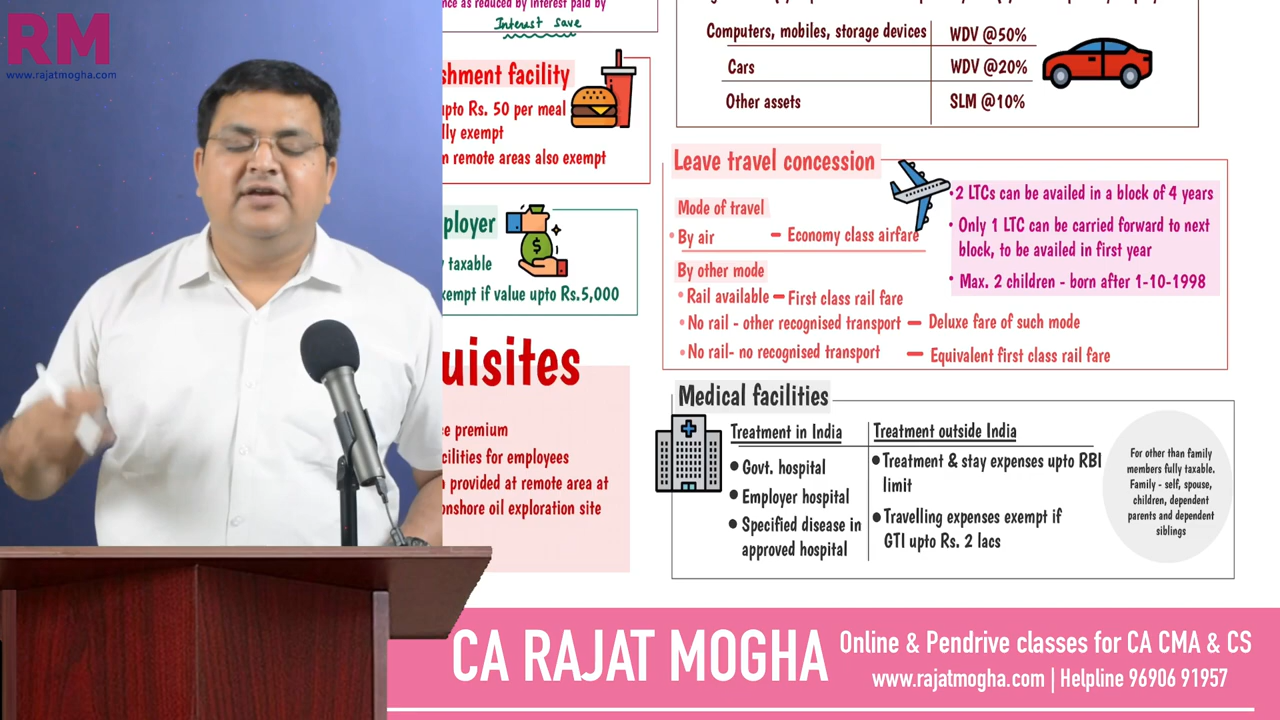 RM
www.rajatmogha.com
nce as reduced by interest paid by
Interest save
shment facility
upto Rs. 50 per meal
lly exempt
n remote areas also exempt
ployer
y taxable
xempt if value upto Rs.5,000
uisites
ce premium
cilities for employees
n provided at remote area at
onshore oil exploration site
Computers, mobiles, storage devices WDV @50%
Cars WDV @20%
Other assets SLM @10%
Leave travel concession
Mode of travel
• By air – Economy class airfare
By other mode
• Rail available – First class rail fare
• No rail - other recognised transport – Deluxe fare of such mode
• No rail- no recognised transport – Equivalent first class rail fare
• 2 LTCs can be availed in a block of 4 years
• Only 1 LTC can be carried forward to next
block, to be availed in first year
• Max. 2 children - born after 1-10-1998
Medical facilities
Treatment in India
• Govt. hospital
• Employer hospital
• Specified disease in
approved hospital
Treatment outside India
• Treatment & stay expenses upto RBI
limit
• Travelling expenses exempt if
GTI upto Rs. 2 lacs
For other than family
members fully taxable.
Family - self, spouse,
children, dependent
parents and dependent
siblings
CA RAJAT MOGHA
Online & Pendrive classes for CA CMA & CS
www.rajatmogha.com | Helpline 96906 91957